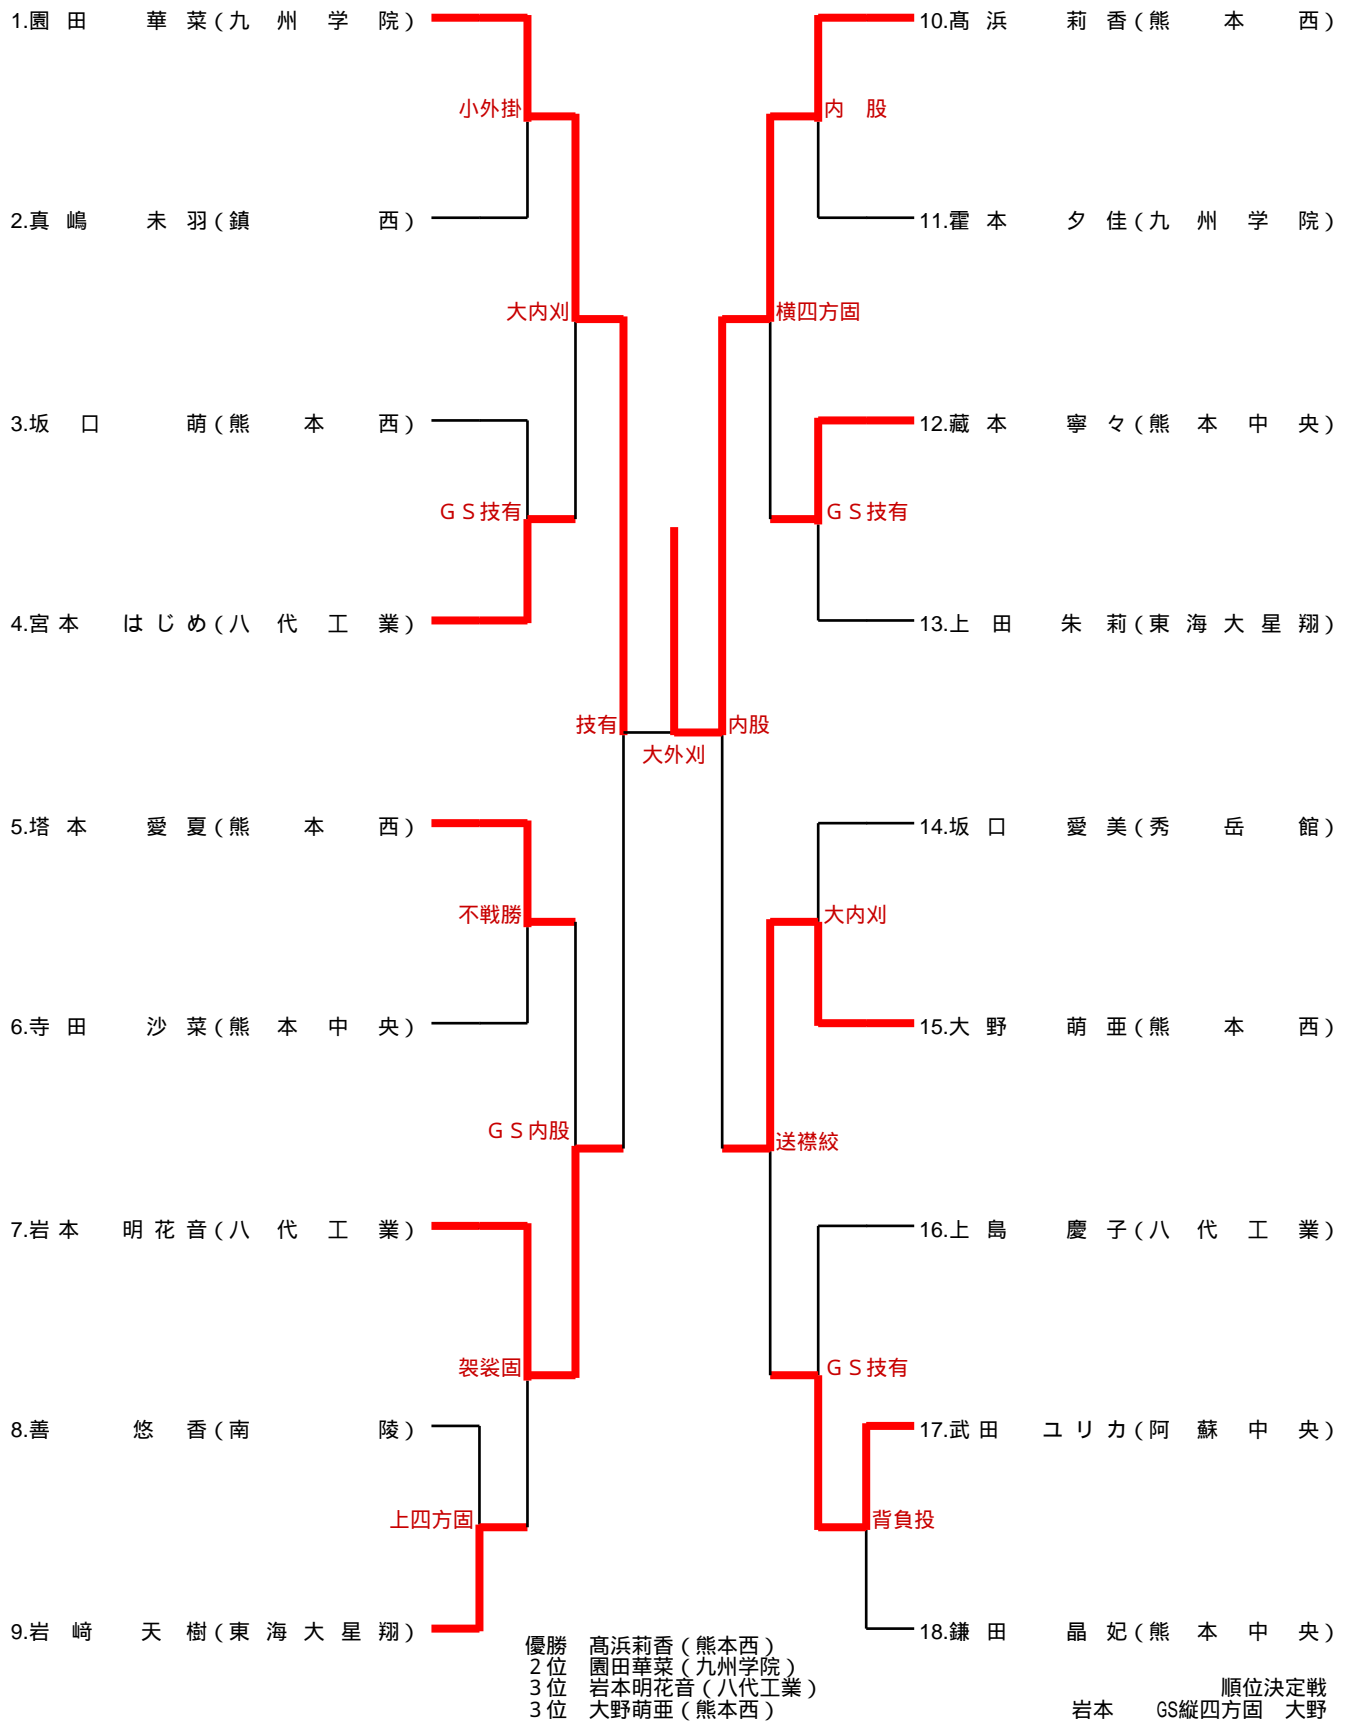 1.園田 華菜(九州学院)
小外掛
2.真嶋 未羽(鎮西)
大内刈
3.坂口 萌(熊本西)
GS技有
4.宮本 はじめ(八代工業)
技有
5.塔本 愛夏(熊本西)
不戦勝
6.寺田 沙菜(熊本中央)
GS内股
7.岩本 明花音(八代工業)
袈裟固
8.善 悠香(南陵)
上四方固
9.岩﨑 天樹(東海大星翔)
大外刈
10.髙浜 莉香(熊本西)
内 股
11.霍本 夕佳(九州学院)
横四方固
12.藏本 寧々(熊本中央)
GS技有
13.上田 朱莉(東海大星翔)
内股
14.坂口 愛美(秀岳館)
大内刈
15.大野 萌亜(熊本西)
送襟絞
16.上島 慶子(八代工業)
GS技有
17.武田 ユリカ(阿蘇中央)
背負投
18.鎌田 晶妃(熊本中央)
優勝 髙浜莉香(熊本西)
2位 園田華菜(九州学院)
3位 岩本明花音(八代工業)
3位 大野萌亜(熊本西)
順位決定戦
岩本 GS縦四方固 大野